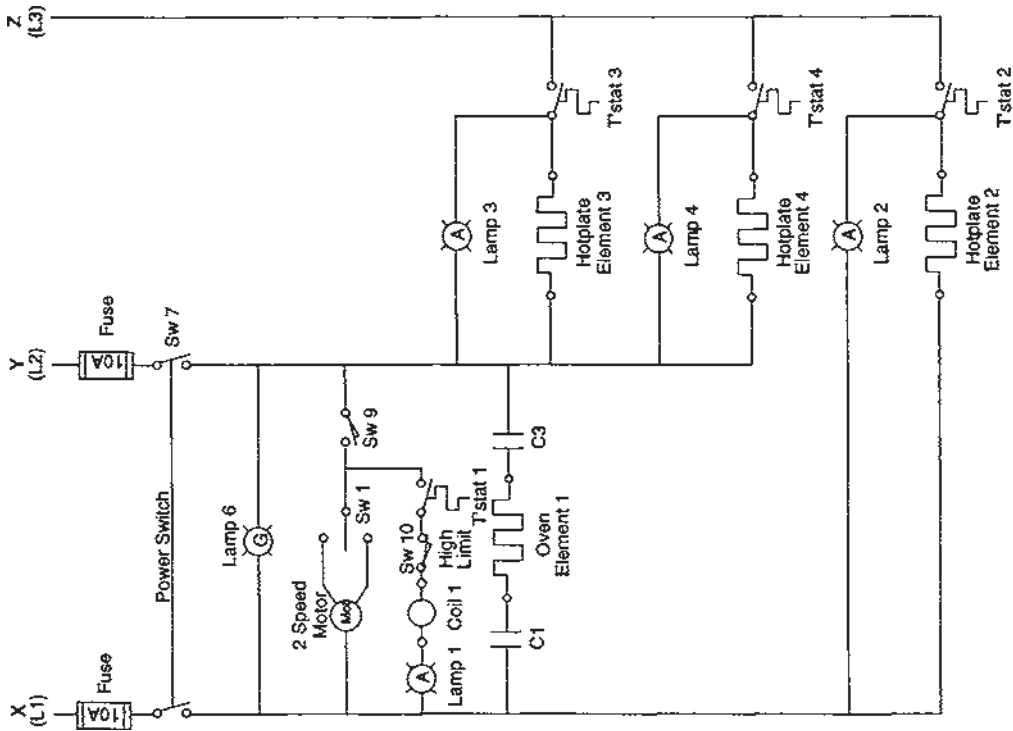 X
(L1)
Y
(L2)
Z
(L3)
Fuse
10A
Fuse
10A
Power Switch
Sw 7
Lamp 6
G
2 Speed
Motor
Mot
Sw 1
Sw 9
Lamp 1
A
Coil 1
Sw 10
High
Limit
T'stat 1
C1
Oven
Element 1
C3
Lamp 3
A
Hotplate
Element 3
T'stat 3
Lamp 4
A
Hotplate
Element 4
T'stat 4
Lamp 2
A
Hotplate
Element 2
T'stat 2